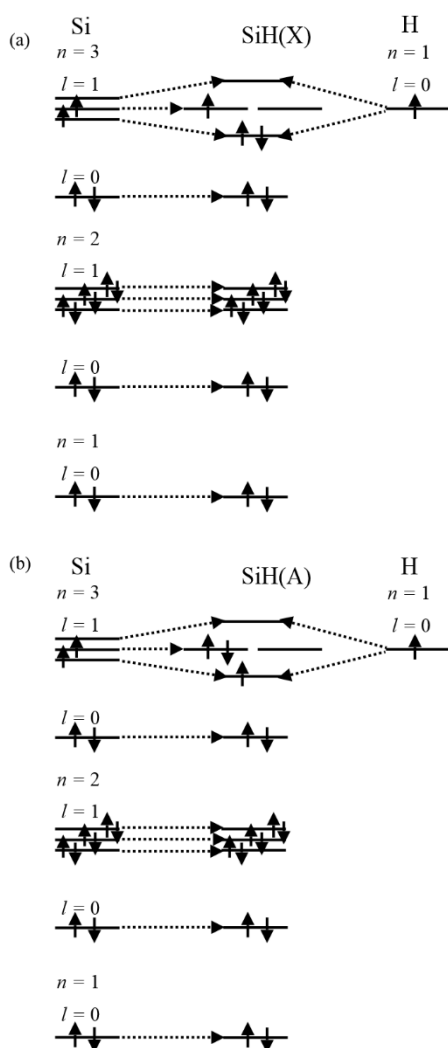 (a)
Si SiH(X) H
n = 3 n = 1
l = 1 l = 0
l = 0
n = 2
l = 1
l = 0
n = 1
l = 0
(b)
Si SiH(A) H
n = 3 n = 1
l = 1 l = 0
l = 0
n = 2
l = 1
l = 0
n = 1
l = 0